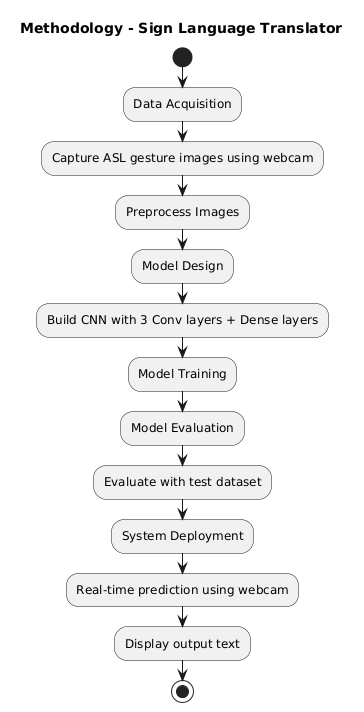 Methodology - Sign Language Translator
Data Acquisition
Capture ASL gesture images using webcam
Preprocess Images
Model Design
Build CNN with 3 Conv layers + Dense layers
Model Training
Model Evaluation
Evaluate with test dataset
System Deployment
Real-time prediction using webcam
Display output text